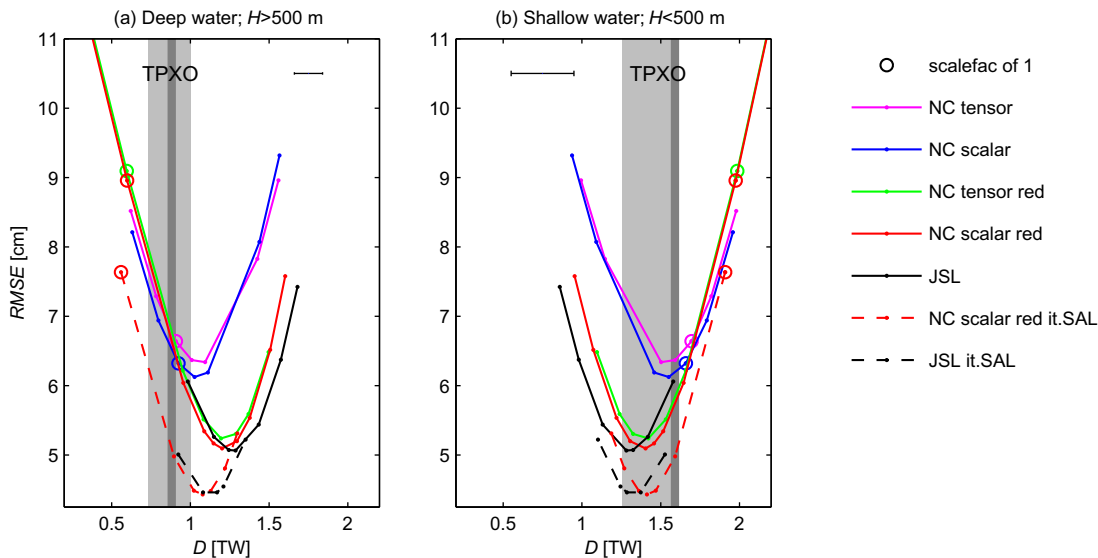 (a) Deep water; H>500 m
(b) Shallow water; H<500 m
11
10
9
8
7
6
5
RMSE [cm]
TPXO
0.5
1
1.5
2
D [TW]
11
10
9
8
7
6
5
TPXO
0.5
1
1.5
2
D [TW]
scalefac of 1
NC tensor
NC scalar
NC tensor red
NC scalar red
JSL
NC scalar red it.SAL
JSL it.SAL